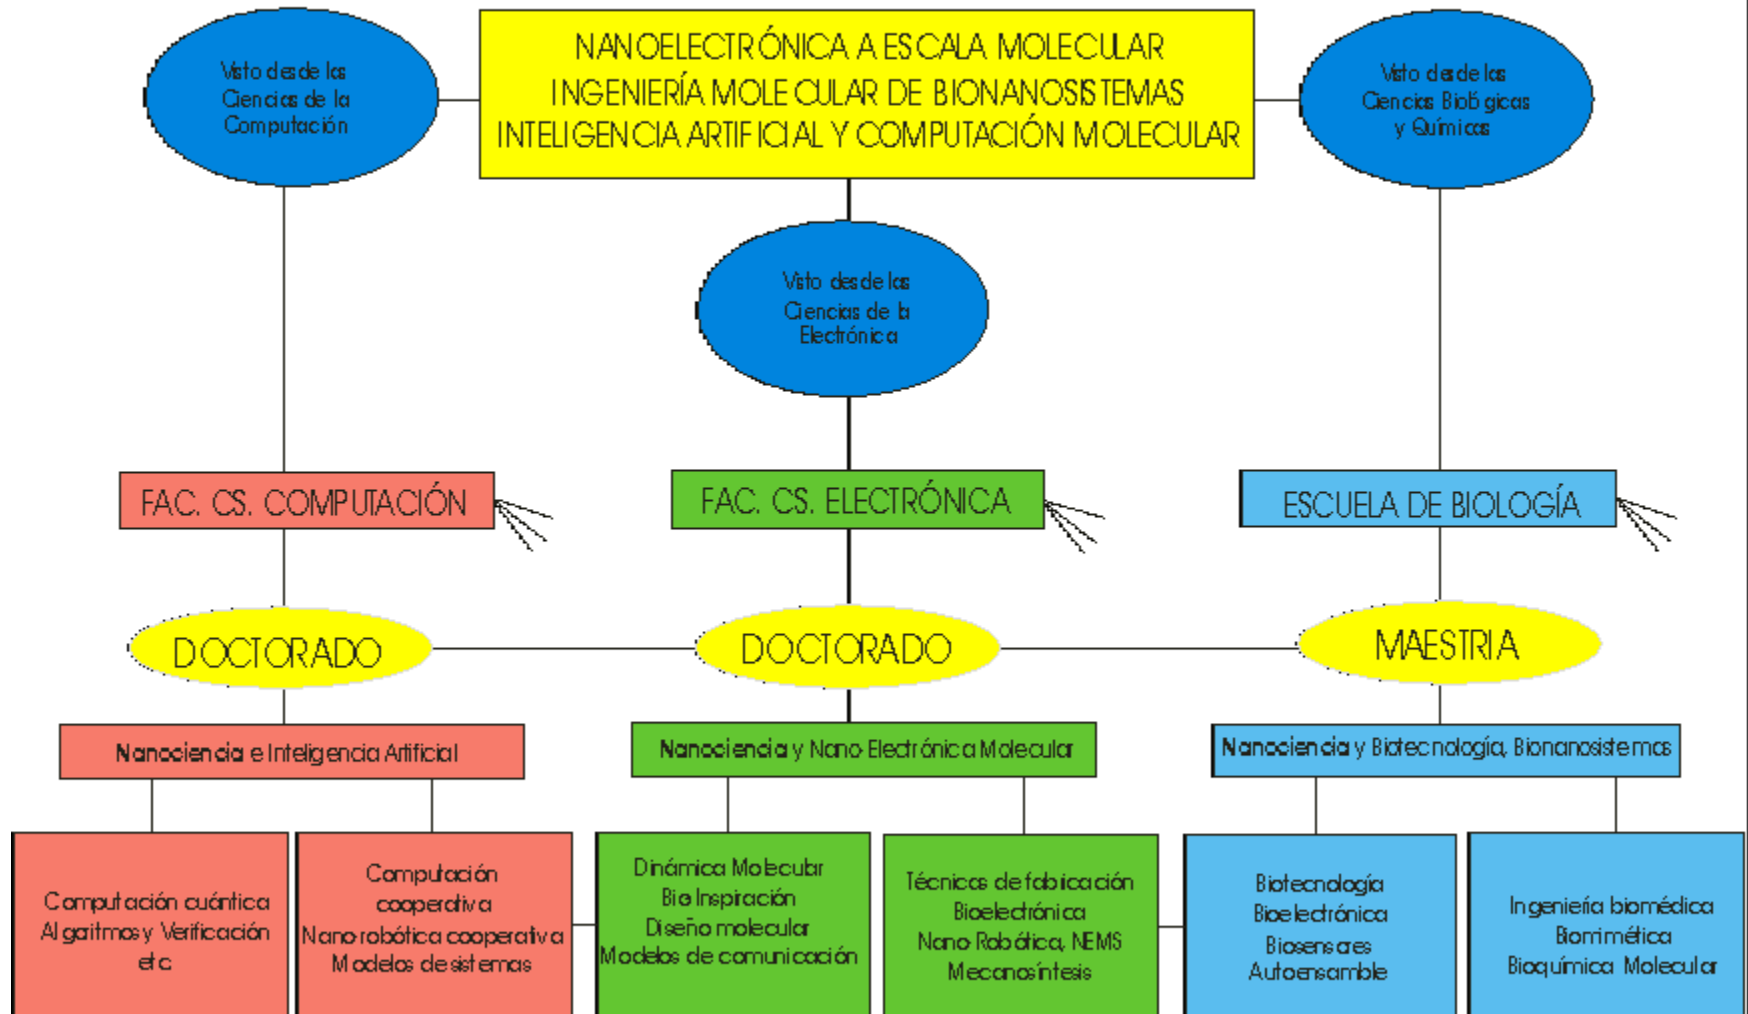 Visto desde las
Ciencias de la
Computación
NANOELECTRÓNICA A ESCALA MOLECULAR
INGENIERÍA MOLECULAR DE BIONANOSISTEMAS
INTELIGENCIA ARTIFICIAL Y COMPUTACIÓN MOLECULAR
Visto desde las
Ciencias Biológicas
y Químicas
Visto desde las
Ciencias de la
Electrónica
FAC. CS. COMPUTACIÓN
FAC. CS. ELECTRÓNICA
ESCUELA DE BIOLOGÍA
DOCTORADO
DOCTORADO
MAESTRIA
Nanociencia e Inteligencia Artificial
Nanociencia y Nano-Electrónica Molecular
Nanociencia y Biotecnología, Bionanosistemas
Computación cuántica
Algoritmos y Verificación
etc
Computación
cooperativa
Nano-robótica cooperativa
Modelos de sistemas
Dinámica Molecular
Bio Inspiración
Diseño molecular
Modelos de comunicación
Técnicas de fabricación
Bioelectrónica
Nano-Robótica, NEMS
Mecanosíntesis
Biotecnología
Bioelectrónica
Biosensores
Autoensamble
Ingeniería biomédica
Biomimética
Bioquímica Molecular